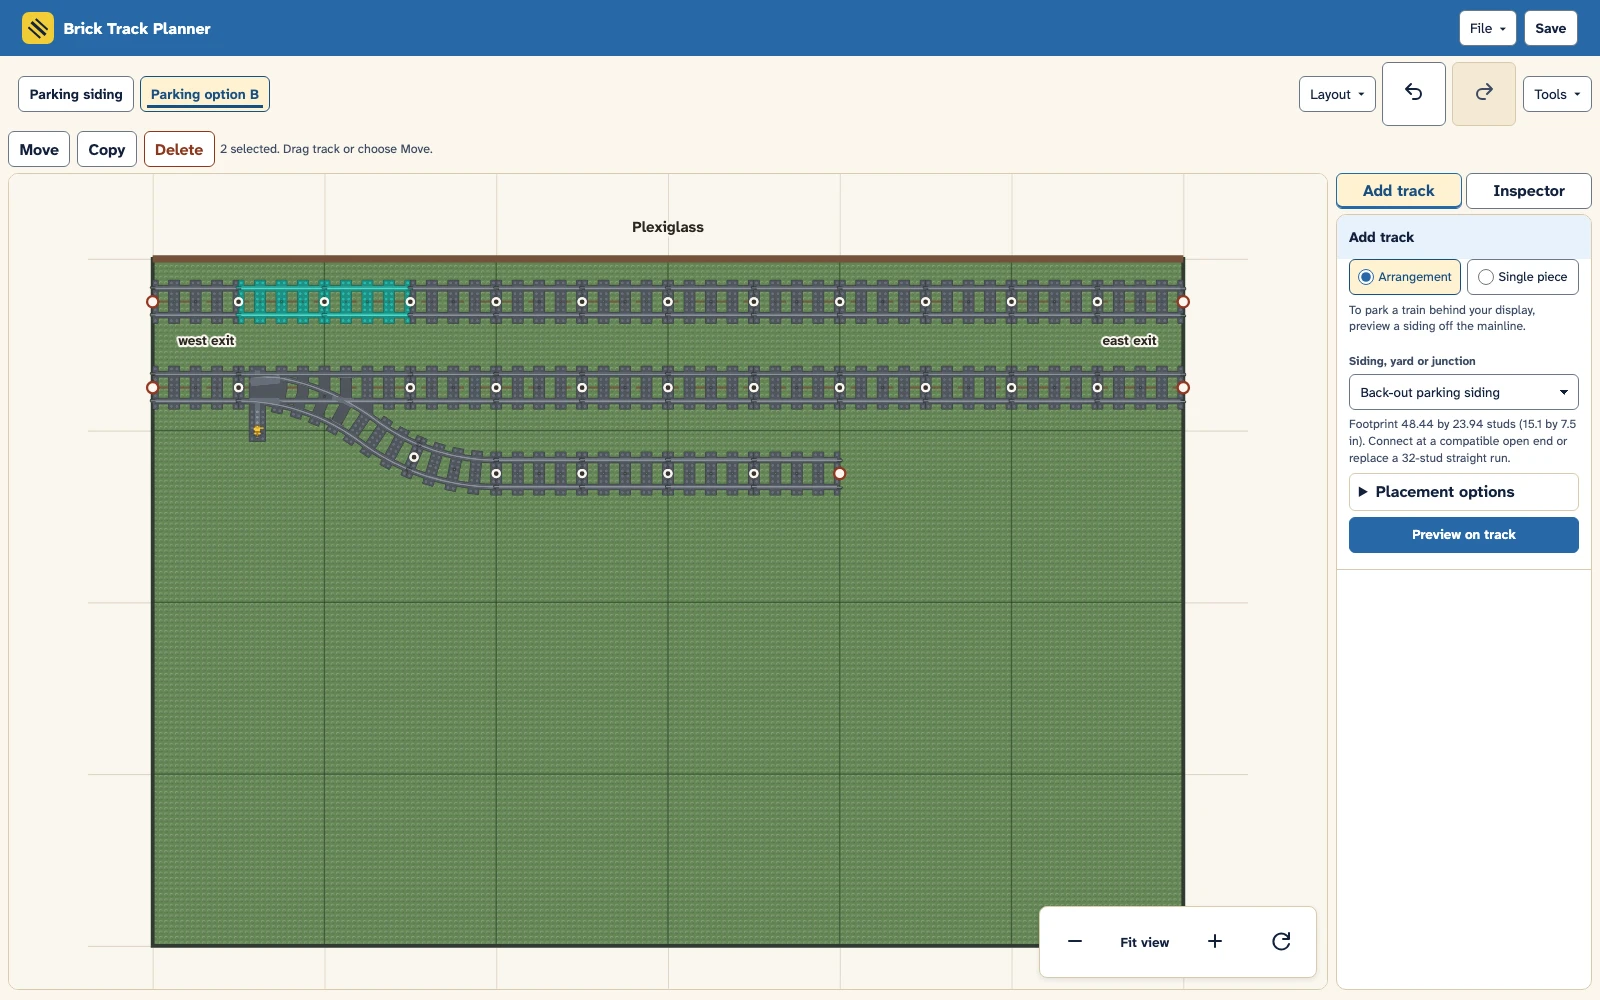 Brick Track Planner
File
Save
Parking siding
Parking option B
Layout
Tools
Move
Copy
Delete
2 selected. Drag track or choose Move.
Add track
Inspector
Plexiglass
west exit
east exit
Add track
Arrangement
Single piece
To park a train behind your display,
preview a siding off the mainline.
Siding, yard or junction
Back-out parking siding
Footprint 48.44 by 23.94 studs (15.1 by 7.5
in). Connect at a compatible open end or
replace a 32-stud straight run.
Placement options
Preview on track
Fit view